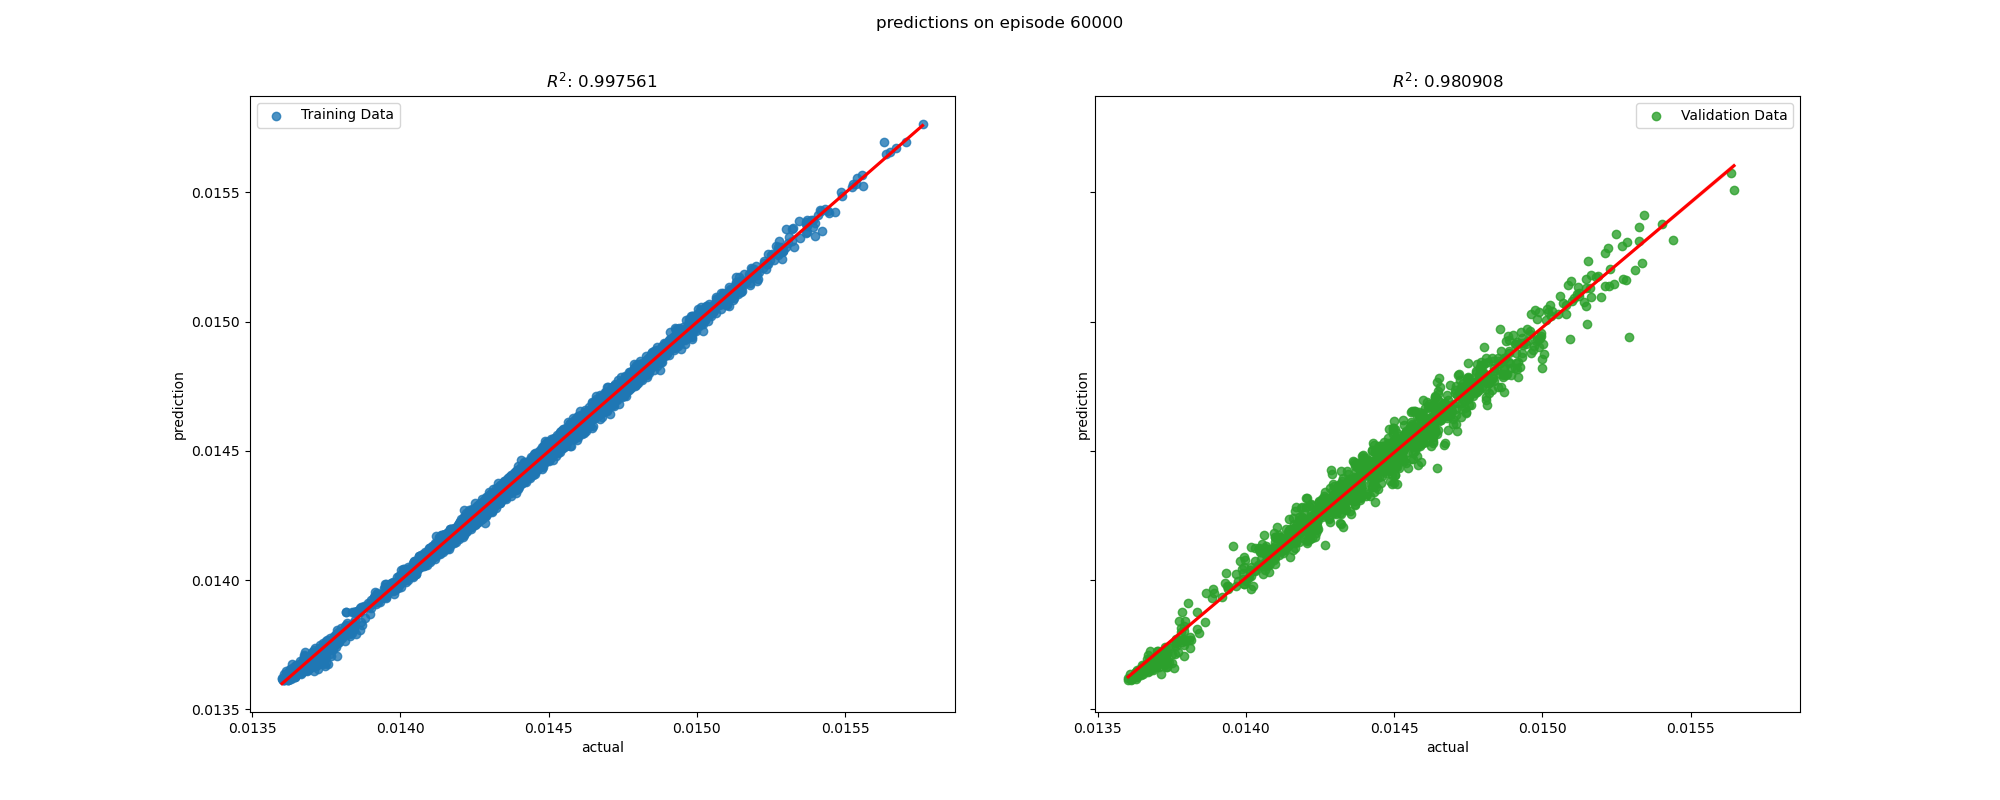 predictions on episode 60000
R²: 0.997561
Training Data
prediction
0.0155
0.0150
0.0145
0.0140
0.0135
0.0135 0.0140 0.0145 0.0150 0.0155
actual
R²: 0.980908
Validation Data
prediction
0.0135 0.0140 0.0145 0.0150 0.0155
actual